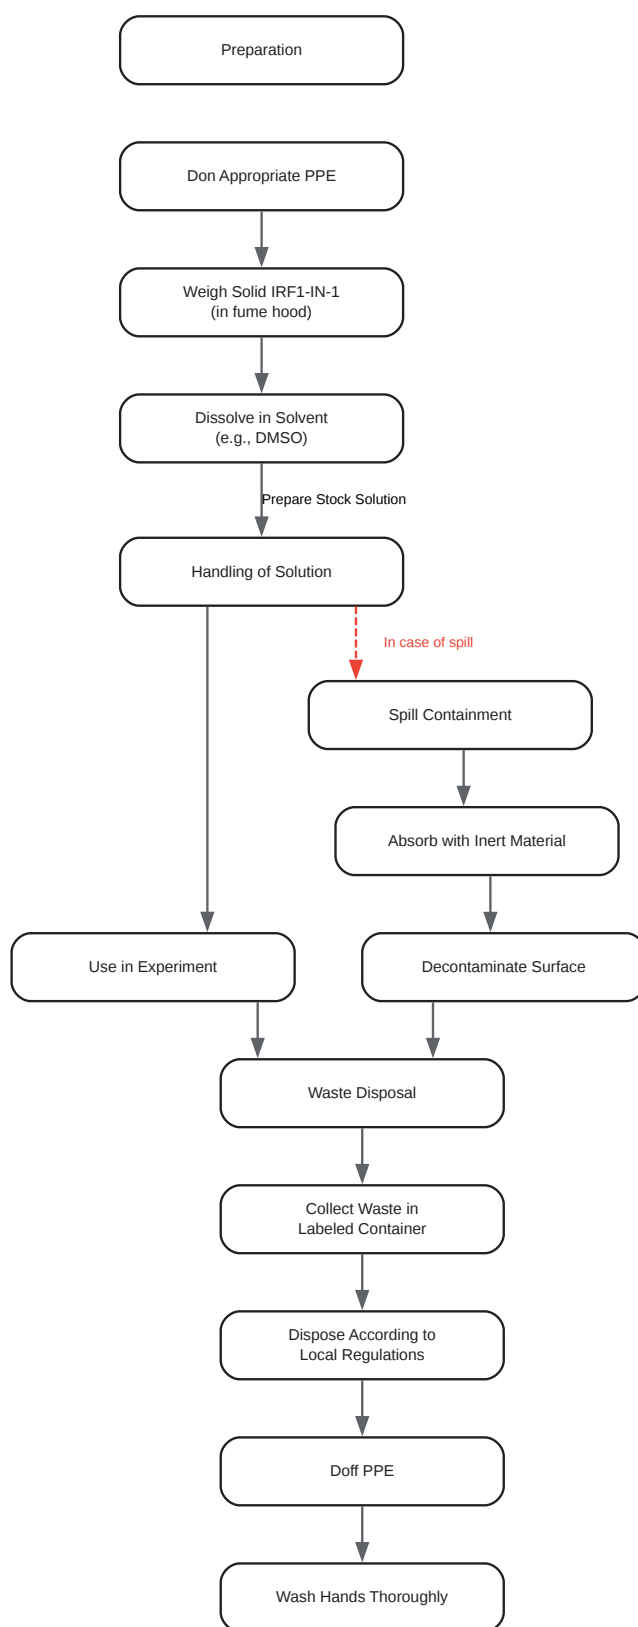 Preparation
Don Appropriate PPE
Weigh Solid IRF1-IN-1
(in fume hood)
Dissolve in Solvent
(e.g., DMSO)
Prepare Stock Solution
Handling of Solution
In case of spill
Spill Containment
Absorb with Inert Material
Use in Experiment
Decontaminate Surface
Waste Disposal
Collect Waste in
Labeled Container
Dispose According to
Local Regulations
Doff PPE
Wash Hands Thoroughly